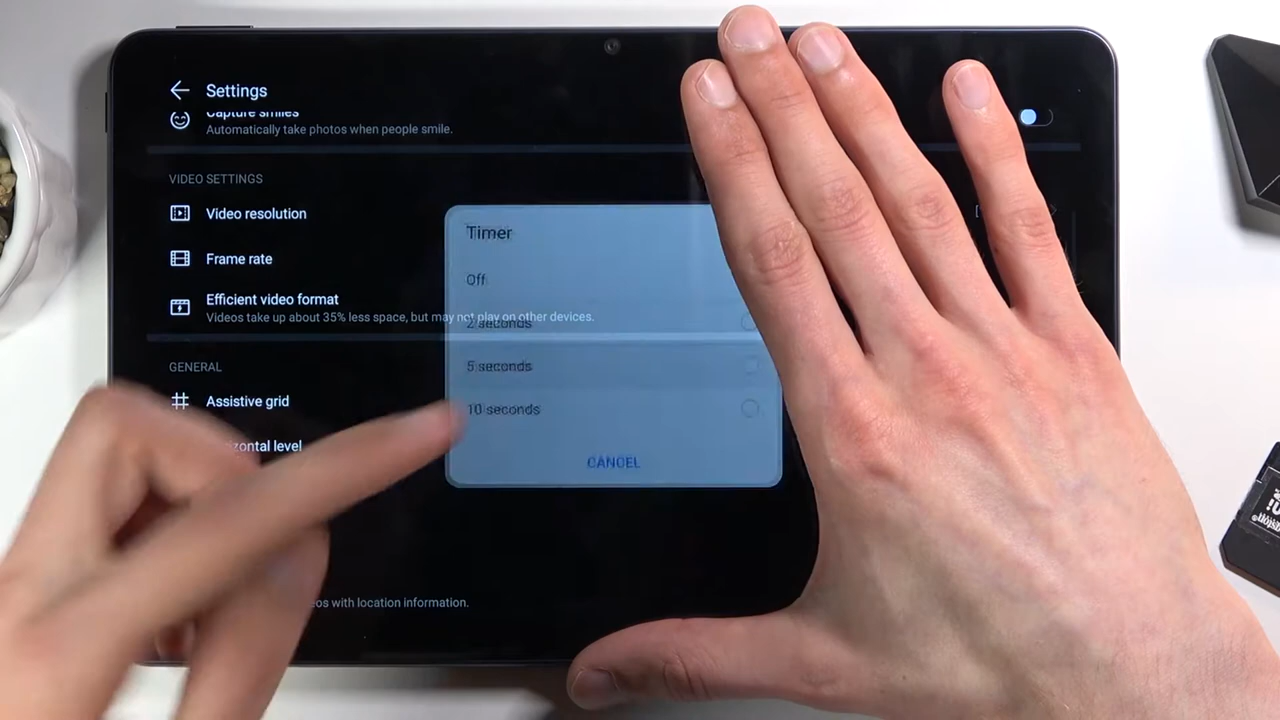 Settings
Capture smiles
Automatically take photos when people smile.
VIDEO SETTINGS
Video resolution
Timer
Frame rate
Off
Efficient video format
Videos take up about 35% less space, but may not play on other devices.
2 seconds
GENERAL
5 seconds
Assistive grid
10 seconds
zontal level
CANCEL
eos with location information.